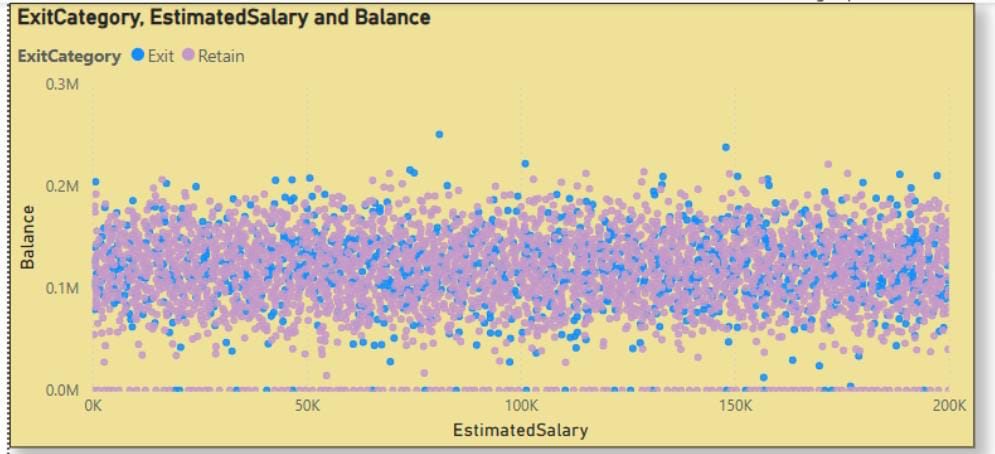 ExitCategory, EstimatedSalary and Balance
ExitCategory Exit Retain
0.3M
0.2M
0.1M
0.0M
Balance
0K 50K 100K 150K 200K
EstimatedSalary